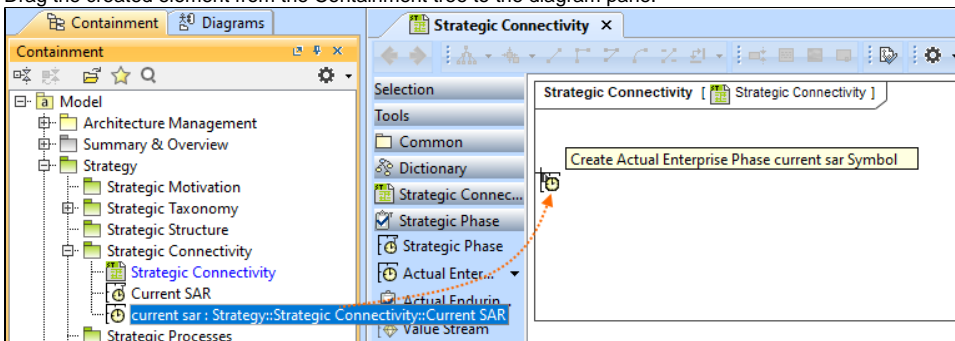 Drag the created element from the Containment tree to the diagram pane.
Containment
Diagrams
Strategic Connectivity ×
Containment
Model
Architecture Management
Summary & Overview
Strategy
Strategic Motivation
Strategic Taxonomy
Strategic Structure
Strategic Connectivity
Strategic Connectivity
Current SAR
current sar : Strategy::Strategic Connectivity::Current SAR
Strategic Processes
Selection
Tools
Common
Dictionary
Strategic Connec...
Strategic Phase
Strategic Phase
Actual Enter...
Actual Endurin...
Value Stream
Strategic Connectivity [ Strategic Connectivity ]
Create Actual Enterprise Phase current sar Symbol